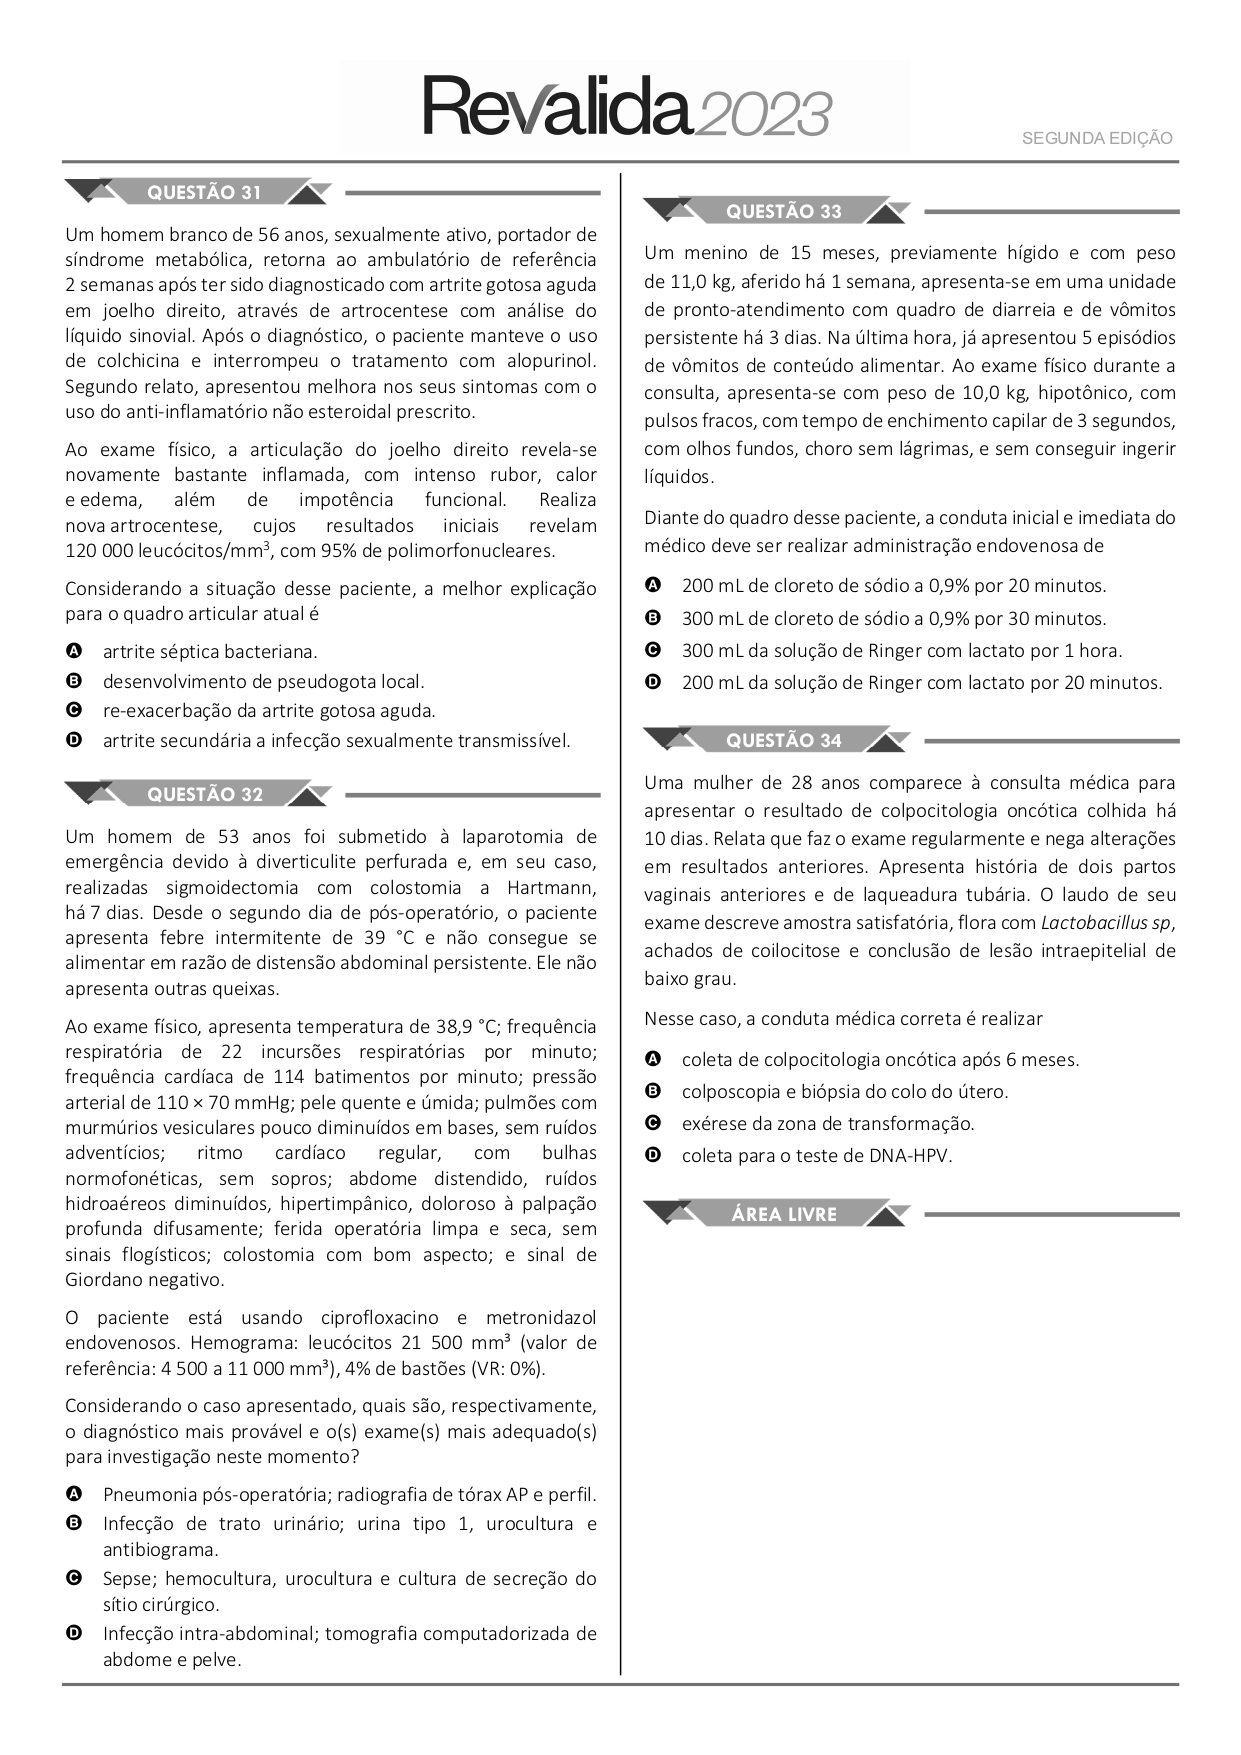 Revalida2023
SEGUNDA EDIÇÃO
QUESTÃO 31
Um homem branco de 56 anos, sexualmente ativo, portador de
síndrome metabólica, retorna ao ambulatório de referência
2 semanas após ter sido diagnosticado com artrite gotosa aguda
em joelho direito, através de artrocentese com análise do
líquido sinovial. Após o diagnóstico, o paciente manteve o uso
de colchicina e interrompeu o tratamento com alopurinol.
Segundo relato, apresentou melhora nos seus sintomas com o
uso do anti-inflamatório não esteroidal prescrito.
Ao exame físico, a articulação do joelho direito revela-se
novamente bastante inflamada, com intenso rubor, calor
e edema, além de impotência funcional. Realiza
nova artrocentese, cujos resultados iniciais revelam
120 000 leucócitos/mm³, com 95% de polimorfonucleares.
Considerando a situação desse paciente, a melhor explicação
para o quadro articular atual é
A artrite séptica bacteriana.
B desenvolvimento de pseudogota local.
C re-exacerbação da artrite gotosa aguda.
D artrite secundária a infecção sexualmente transmissível.
QUESTÃO 32
Um homem de 53 anos foi submetido à laparotomia de
emergência devido à diverticulite perfurada e, em seu caso,
realizadas sigmoidectomia com colostomia a Hartmann,
há 7 dias. Desde o segundo dia de pós-operatório, o paciente
apresenta febre intermitente de 39 °C e não consegue se
alimentar em razão de distensão abdominal persistente. Ele não
apresenta outras queixas.
Ao exame físico, apresenta temperatura de 38,9 °C; frequência
respiratória de 22 incursões respiratórias por minuto;
frequência cardíaca de 114 batimentos por minuto; pressão
arterial de 110 × 70 mmHg; pele quente e úmida; pulmões com
murmúrios vesiculares pouco diminuídos em bases, sem ruídos
adventícios; ritmo cardíaco regular, com bulhas
normofonéticas, sem sopros; abdome distendido, ruídos
hidroaéreos diminuídos, hipertimpânico, doloroso à palpação
profunda difusamente; ferida operatória limpa e seca, sem
sinais flogísticos; colostomia com bom aspecto; e sinal de
Giordano negativo.
O paciente está usando ciprofloxacino e metronidazol
endovenosos. Hemograma: leucócitos 21 500 mm³ (valor de
referência: 4 500 a 11 000 mm³), 4% de bastões (VR: 0%).
Considerando o caso apresentado, quais são, respectivamente,
o diagnóstico mais provável e o(s) exame(s) mais adequado(s)
para investigação neste momento?
A Pneumonia pós-operatória; radiografia de tórax AP e perfil.
B Infecção de trato urinário; urina tipo 1, urocultura e
antibiograma.
C Sepse; hemocultura, urocultura e cultura de secreção do
sítio cirúrgico.
D Infecção intra-abdominal; tomografia computadorizada de
abdome e pelve.
QUESTÃO 33
Um menino de 15 meses, previamente hígido e com peso
de 11,0 kg, aferido há 1 semana, apresenta-se em uma unidade
de pronto-atendimento com quadro de diarreia e de vômitos
persistente há 3 dias. Na última hora, já apresentou 5 episódios
de vômitos de conteúdo alimentar. Ao exame físico durante a
consulta, apresenta-se com peso de 10,0 kg, hipotônico, com
pulsos fracos, com tempo de enchimento capilar de 3 segundos,
com olhos fundos, choro sem lágrimas, e sem conseguir ingerir
líquidos.
Diante do quadro desse paciente, a conduta inicial e imediata do
médico deve ser realizar administração endovenosa de
A 200 mL de cloreto de sódio a 0,9% por 20 minutos.
B 300 mL de cloreto de sódio a 0,9% por 30 minutos.
C 300 mL da solução de Ringer com lactato por 1 hora.
D 200 mL da solução de Ringer com lactato por 20 minutos.
QUESTÃO 34
Uma mulher de 28 anos comparece à consulta médica para
apresentar o resultado de colpocitologia oncótica colhida há
10 dias. Relata que faz o exame regularmente e nega alterações
em resultados anteriores. Apresenta história de dois partos
vaginais anteriores e de laqueadura tubária. O laudo de seu
exame descreve amostra satisfatória, flora com Lactobacillus sp,
achados de coilocitose e conclusão de lesão intraepitelial de
baixo grau.
Nesse caso, a conduta médica correta é realizar
A coleta de colpocitologia oncótica após 6 meses.
B colposcopia e biópsia do colo do útero.
C exérese da zona de transformação.
D coleta para o teste de DNA-HPV.
ÁREA LIVRE